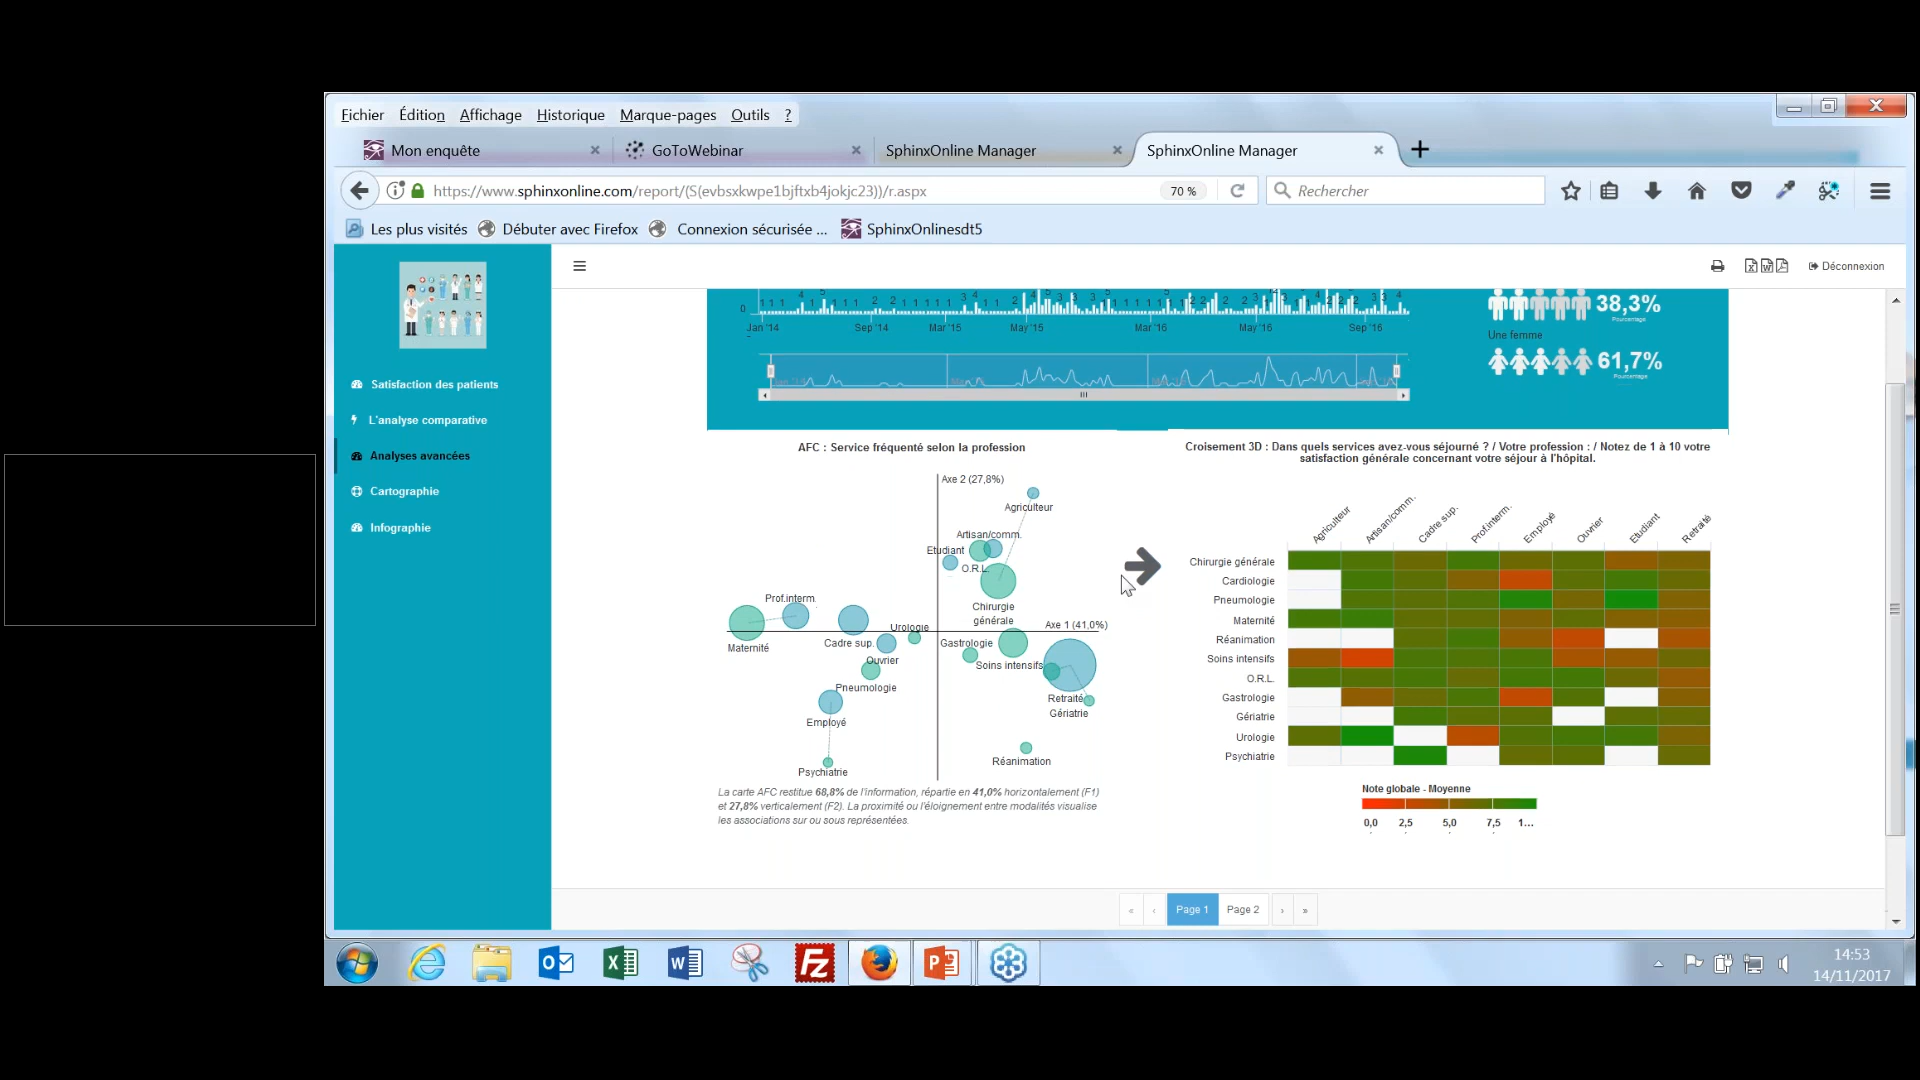 Fichier Édition Affichage Historique Marque-pages Outils ?
Mon enquête GoToWebinar SphinxOnline Manager SphinxOnline Manager
https://www.sphinxonline.com/report/(S(evbsxkwpe1bjftxb4jokjc23))/r.aspx 70 % Rechercher
Les plus visités Débuter avec Firefox Connexion sécurisée ... SphinxOnlinesdt5
Déconnexion
Satisfaction des patients
L'analyse comparative
Analyses avancées
Cartographie
Infographie
0
Jan '14 Sep '14 Mar '15 May '15 Mar '16 May '16 Sep '16
38,3%
Pourcentage
Une femme
61,7%
Pourcentage
AFC : Service fréquenté selon la profession
Axe 2 (27,8%)
Agriculteur
Artisan/comm.
Etudiant
O.R.L.
Chirurgie
générale
Prof.interm.
Urologie
Axe 1 (41,0%)
Maternité
Cadre sup.
Gastrologie
Ouvrier
Soins intensifs
Pneumologie
Retraité
Gériatrie
Employé
Réanimation
Psychiatrie
La carte AFC restitue 68,8% de l'information, répartie en 41,0% horizontalement (F1)
et 27,8% verticalement (F2). La proximité ou l'éloignement entre modalités visualise
les associations sur ou sous représentées.
Croisement 3D : Dans quels services avez-vous séjourné ? / Votre profession : / Notez de 1 à 10 votre
satisfaction générale concernant votre séjour à l'hôpital.
Agriculteur Artisan/comm. Cadre sup. Prof.interm. Employé Ouvrier Etudiant Retraité
Chirurgie générale
Cardiologie
Pneumologie
Maternité
Réanimation
Soins intensifs
O.R.L.
Gastrologie
Gériatrie
Urologie
Psychiatrie
Note globale - Moyenne
0,0 2,5 5,0 7,5 1...
« ‹ Page 1 Page 2 › »
14:53
14/11/2017